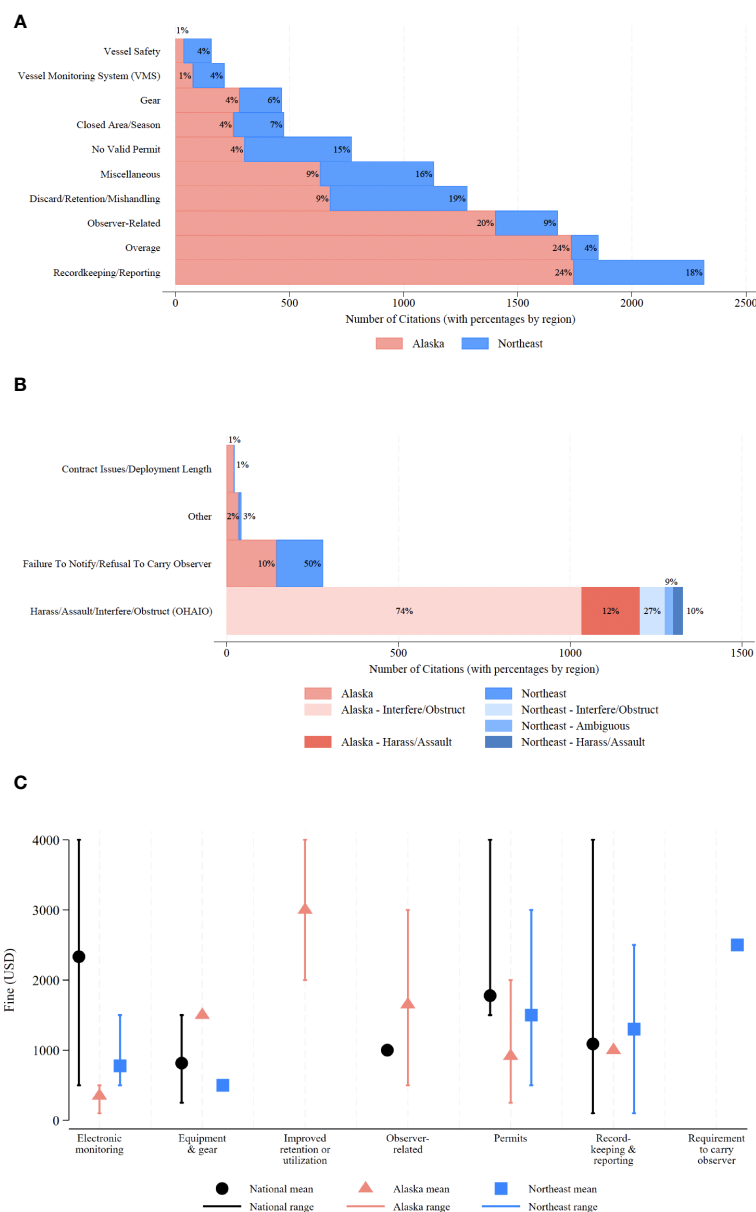 A
1%
Vessel Safety 4%
Vessel Monitoring System (VMS) 1% 4%
Gear 4% 6%
Closed Area/Season 4% 7%
No Valid Permit 4% 15%
Miscellaneous 9% 16%
Discard/Retention/Mishandling 9% 19%
Observer-Related 20% 9%
Overage 24% 4%
Recordkeeping/Reporting 24% 18%
0 500 1000 1500 2000 2500
Number of Citations (with percentages by region)
Alaska Northeast
B
1%
Contract Issues/Deployment Length 1%
Other 2% 3%
Failure To Notify/Refusal To Carry Observer 10% 50%
9%
Harass/Assault/Interfere/Obstruct (OHAIO) 74% 12% 27% 10%
0 500 1000 1500
Number of Citations (with percentages by region)
Alaska Northeast
Alaska - Interfere/Obstruct Northeast - Interfere/Obstruct
Northeast - Ambiguous
Alaska - Harass/Assault Northeast - Harass/Assault
C
4000
3000
2000
1000
0
Fine (USD)
Electronic Equipment Improved Observer- Permits Record- Requirement
monitoring & gear retention or related keeping & to carry
utilization reporting observer
National mean Alaska mean Northeast mean
National range Alaska range Northeast range